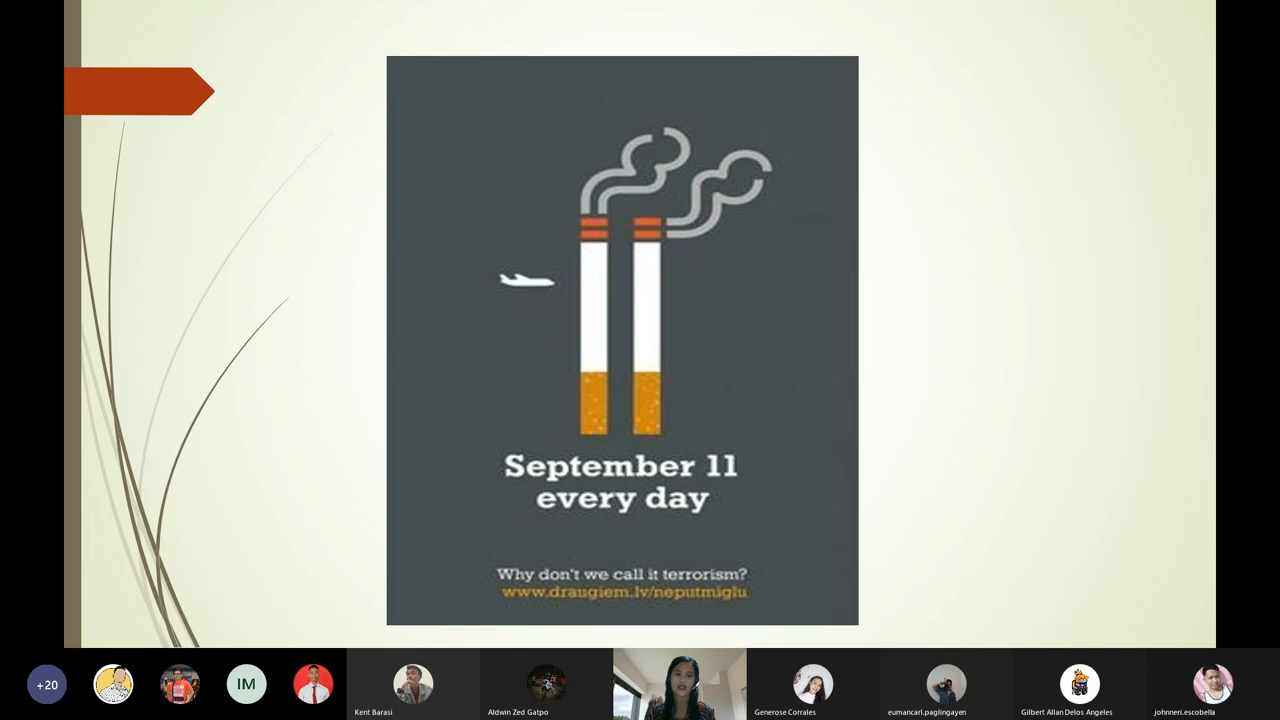 September 11
every day
Why don't we call it terrorism?
www.draugiem.lv/neputmiglu
+20
IM
Kent Barasi
Aldwin Zed Gatpo
Generose Corrales
eumancarl.paglingayen
Gilbert Allan Delos Angeles
johnneri.escobella